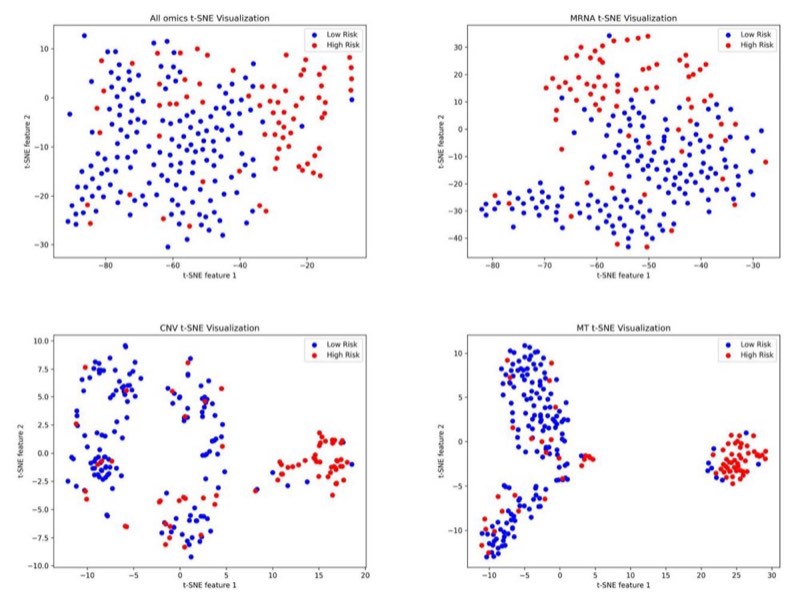 All omics t-SNE Visualization
Low Risk
High Risk
10
0
−10
−20
−30
t-SNE feature 2
−80 −60 −40 −20
t-SNE feature 1
MRNA t-SNE Visualization
Low Risk
High Risk
30
20
10
0
−10
−20
−30
−40
t-SNE feature 2
−80 −70 −60 −50 −40 −30
t-SNE feature 1
CNV t-SNE Visualization
Low Risk
High Risk
10.0
7.5
5.0
2.5
0.0
−2.5
−5.0
−7.5
−10.0
t-SNE feature 2
−10 −5 0 5 10 15 20
t-SNE feature 1
MT t-SNE Visualization
Low Risk
High Risk
10
5
0
−5
−10
t-SNE feature 2
−10 −5 0 5 10 15 20 25 30
t-SNE feature 1